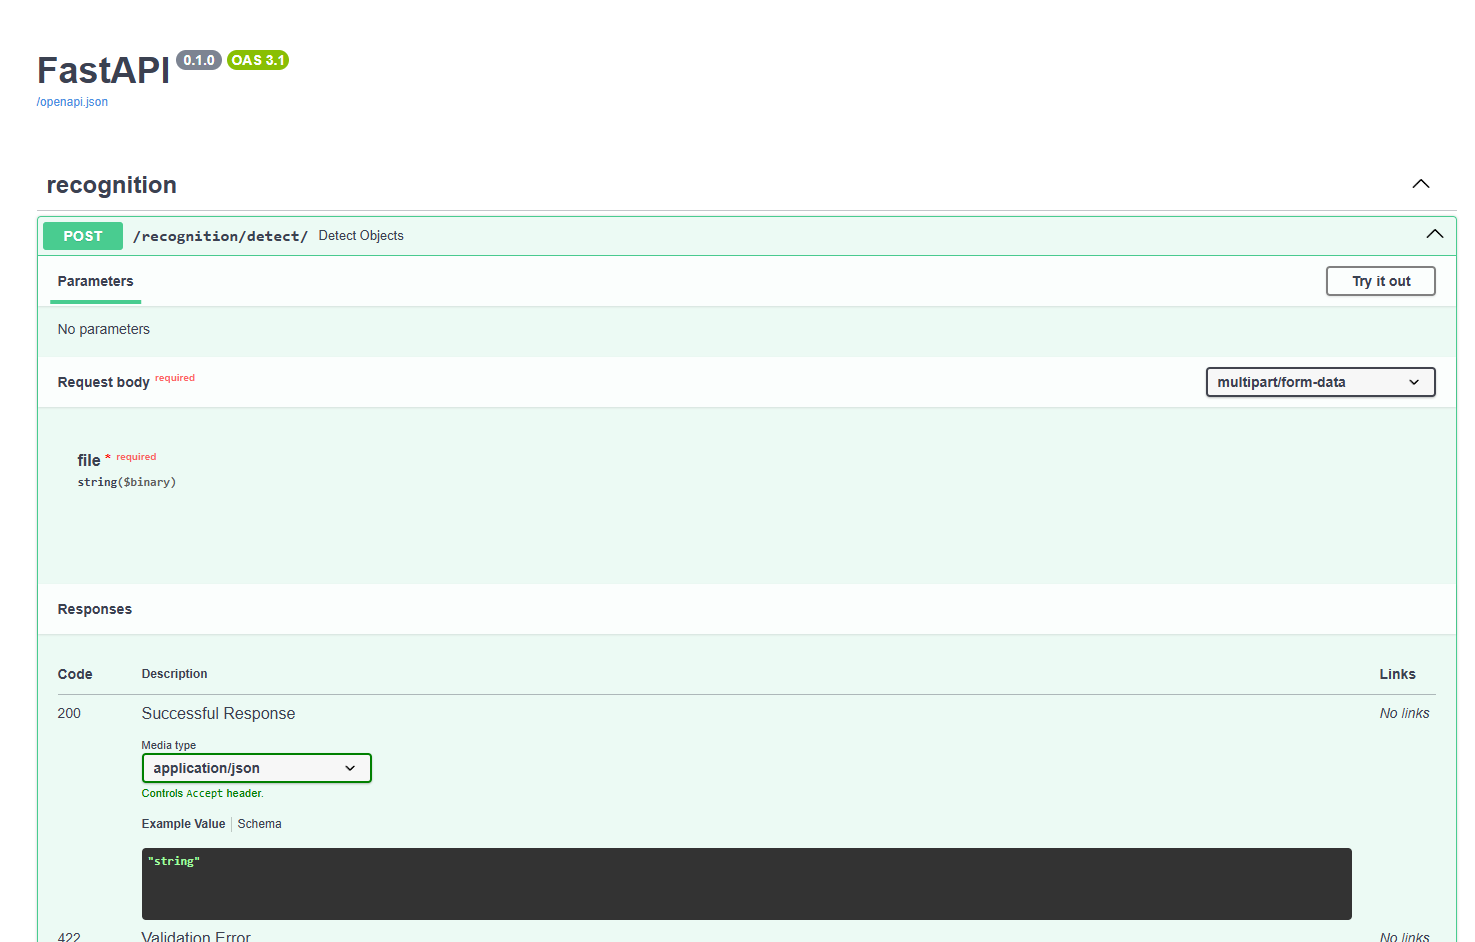 FastAPI 0.1.0 OAS 3.1
/openapi.json
recognition
POST /recognition/detect/ Detect Objects
Parameters
Try it out
No parameters
Request body required
multipart/form-data
file * required
string($binary)
Responses
Code Description Links
200 Successful Response No links
Media type
application/json
Controls Accept header.
Example Value Schema
"string"
422 Validation Error No links